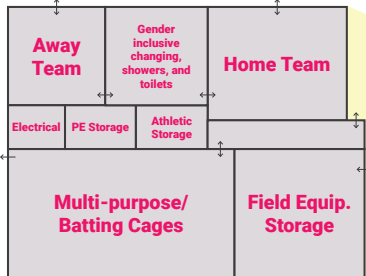 Away
Team
Gender
inclusive
changing,
showers, and
toilets
Home Team
Electrical
PE Storage
Athletic
Storage
Multi-purpose/
Batting Cages
Field Equip.
Storage